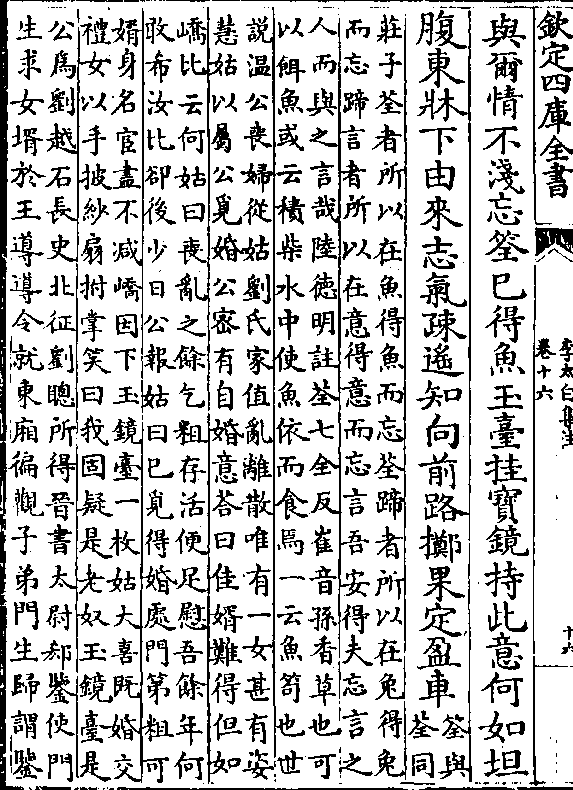 欽定四庫全書
李太白集注
卷十六
十六
與爾情不淺忘筌已得魚玉臺挂寶鏡持此意何如坦
腹東牀下由來志氣疎遙知向前路擲果定盈車
筌與
荃同
莊子荃者所以在魚得魚而忘荃蹄者所以在兔得兔
而忘蹄言者所以在意得意而忘言吾安得夫忘言之
人而與之言哉陸徳明註荃七全反崔音孫香草也可
以餌魚或云積柴水中使魚依而食焉一云魚笱也世
說温公喪婦從姑劉氏家值亂離散唯有一女甚有姿
慧姑以屬公覓婚公密有自婚意荅曰佳婿難得但如
嶠比云何姑曰喪亂之餘乞粗存活便足慰吾餘年何
敢希汝比卻後少日公報姑曰已覓得婚處門第粗可
婿身名宦盡不减嶠因下玉鏡臺一枚姑大喜既婚交
禮女以手披紗扇拊掌笑曰我固疑是老奴玉鏡臺是
公為劉越石長史北征劉聰所得晉書太尉郄鑒使門
生求女壻於王導導令就東廂徧觀子弟門生歸謂鑒